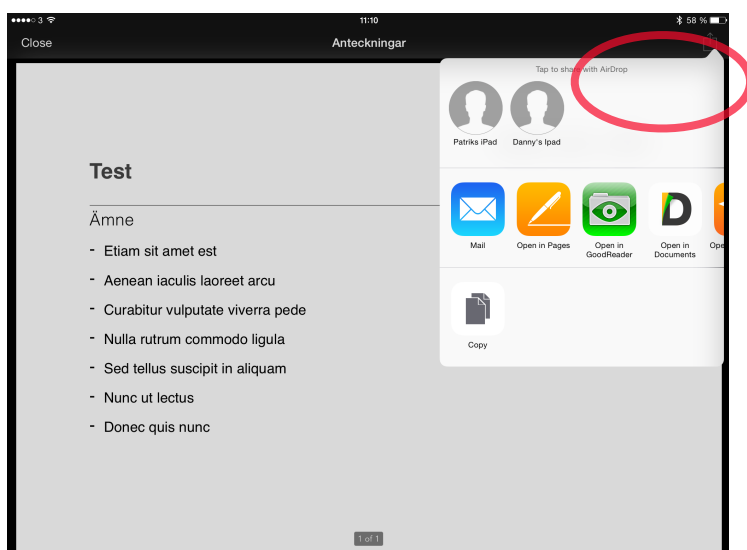 3 11:10 58 %
Close Anteckningar
Tap to share with AirDrop
Patriks iPad Danny's Ipad
Mail Open in Pages Open in GoodReader Open in Documents Ope
Copy
Test
Ämne
- Etiam sit amet est
- Aenean iaculis laoreet arcu
- Curabitur vulputate viverra pede
- Nulla rutrum commodo ligula
- Sed tellus suscipit in aliquam
- Nunc ut lectus
- Donec quis nunc
1 of 1